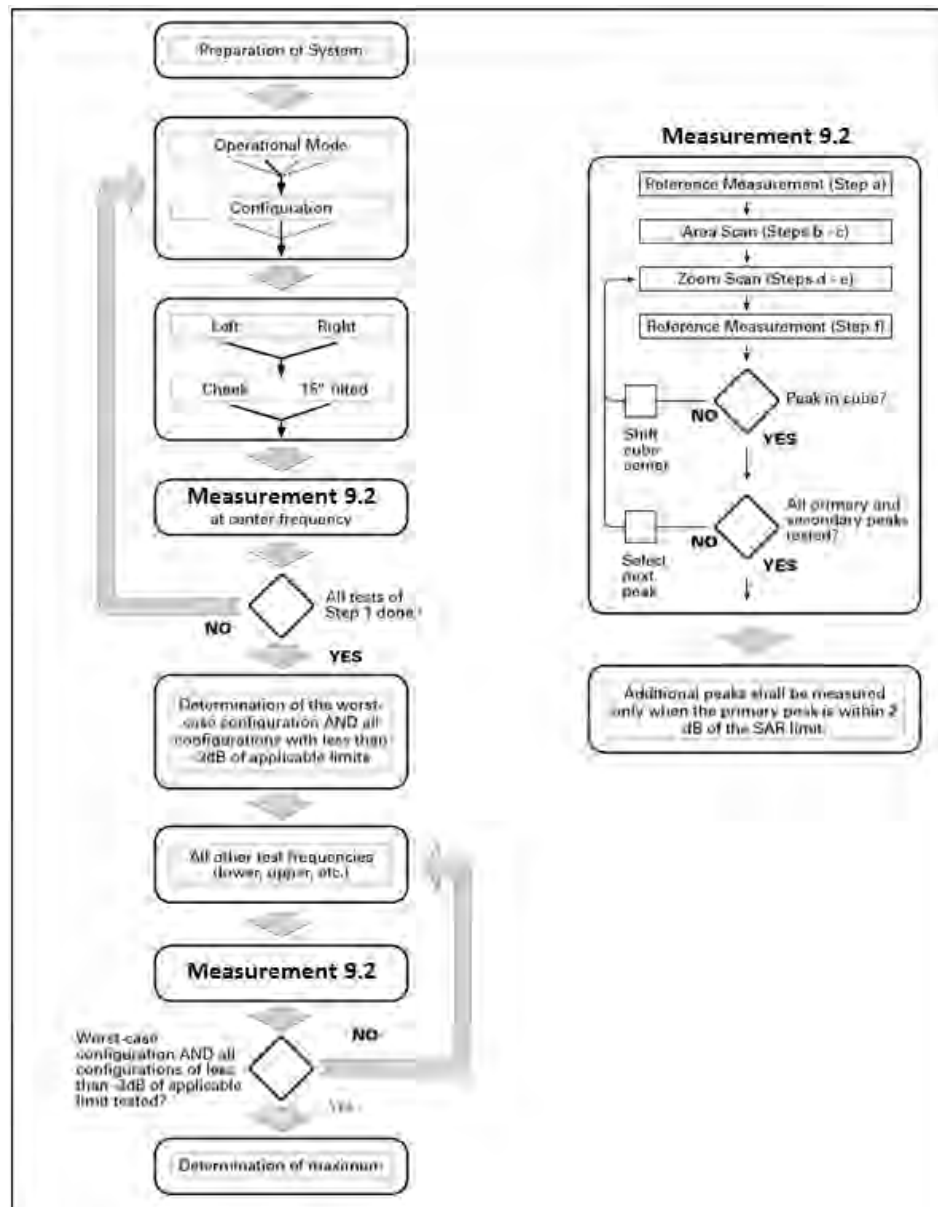 Preparation of System
Operational Mode
Configuration
Left Right
Cheek 15° tilted
Measurement 9.2
at center frequency
All tests of
Step 1 done?
NO
YES
Determination of the worst-
case configuration AND all
configurations with less than
-3dB of applicable limits
All other test frequencies
(lower, upper, etc.)
Measurement 9.2
NO
Worst-case
configuration AND all
configurations of less
than -3dB of applicable
limit tested?
Yes
Determination of maximum
Measurement 9.2
Reference Measurement (Step a)
Area Scan (Steps b - c)
Zoom Scan (Steps d - e)
Reference Measurement (Step f)
Peak in cube?
NO
YES
Shift
cube
center
All primary and
secondary peaks
tested?
NO
YES
Select
next
peak
Additional peaks shall be measured
only when the primary peak is within 2
dB of the SAR limit.